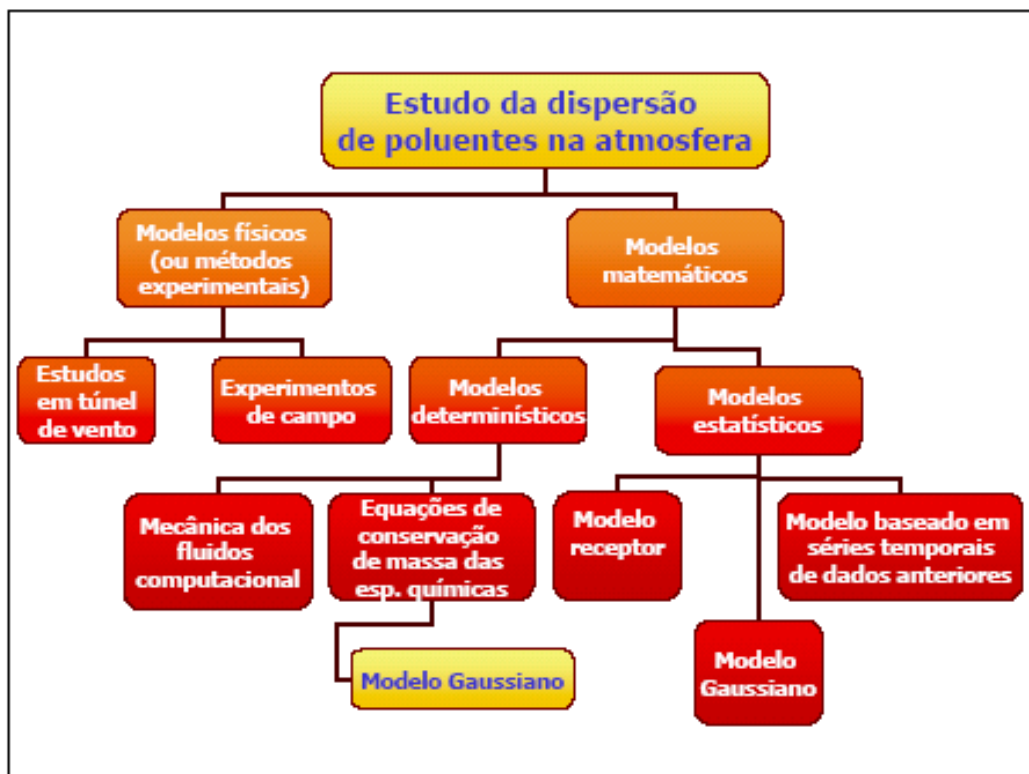 Estudo da dispersão
de poluentes na atmosfera
Modelos físicos
(ou métodos
experimentais)
Modelos
matemáticos
Estudos
em túnel
de vento
Experimentos
de campo
Modelos
determinísticos
Modelos
estatísticos
Mecânica dos
fluidos
computacional
Equações de
conservação
de massa das
esp. químicas
Modelo
receptor
Modelo baseado em
séries temporais
de dados anteriores
Modelo Gaussiano
Modelo
Gaussiano